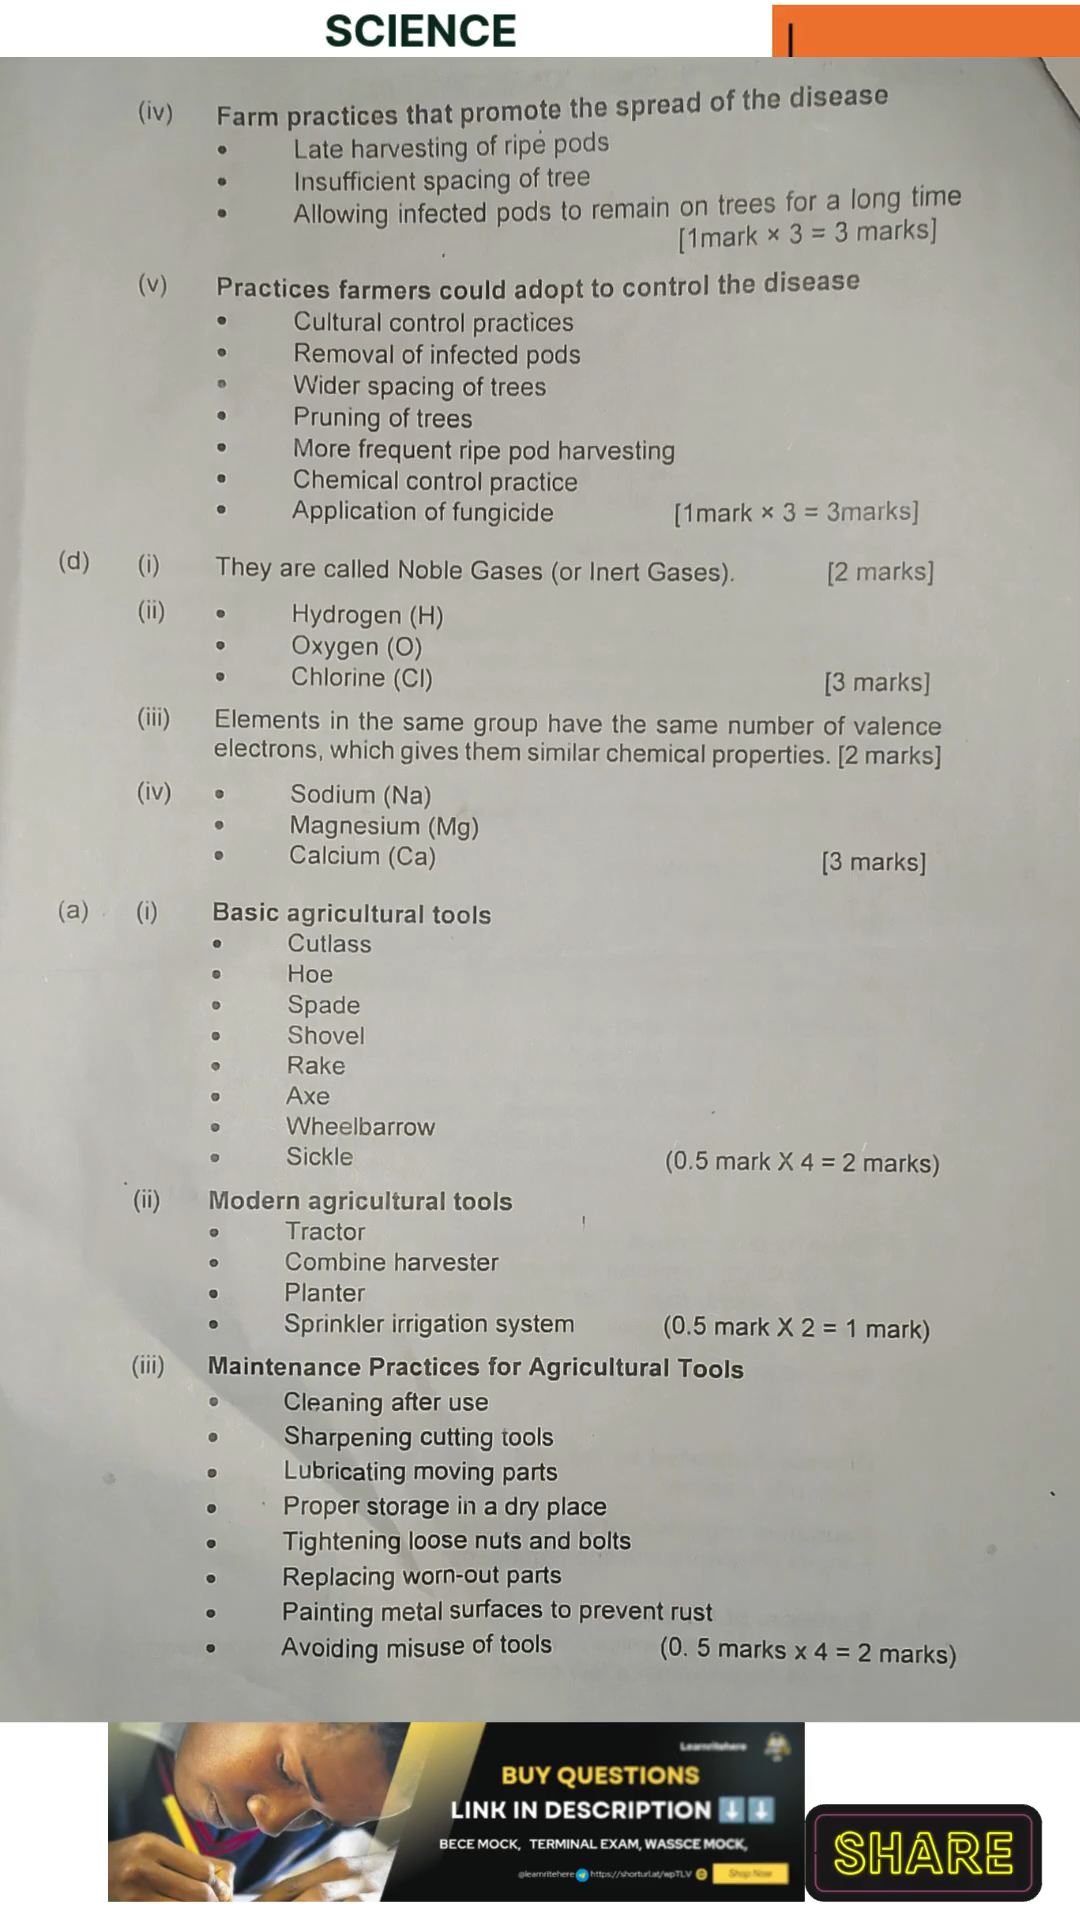 SCIENCE
(iv) Farm practices that promote the spread of the disease
• Late harvesting of ripe pods
• Insufficient spacing of tree
• Allowing infected pods to remain on trees for a long time
[1mark × 3 = 3 marks]
(v) Practices farmers could adopt to control the disease
• Cultural control practices
• Removal of infected pods
• Wider spacing of trees
• Pruning of trees
• More frequent ripe pod harvesting
• Chemical control practice
• Application of fungicide [1mark × 3 = 3marks]
(d) (i) They are called Noble Gases (or Inert Gases). [2 marks]
(ii) • Hydrogen (H)
• Oxygen (O)
• Chlorine (Cl) [3 marks]
(iii) Elements in the same group have the same number of valence
electrons, which gives them similar chemical properties. [2 marks]
(iv) • Sodium (Na)
• Magnesium (Mg)
• Calcium (Ca) [3 marks]
(a) (i) Basic agricultural tools
• Cutlass
• Hoe
• Spade
• Shovel
• Rake
• Axe
• Wheelbarrow
• Sickle (0.5 mark X 4 = 2 marks)
(ii) Modern agricultural tools
• Tractor
• Combine harvester
• Planter
• Sprinkler irrigation system (0.5 mark X 2 = 1 mark)
(iii) Maintenance Practices for Agricultural Tools
• Cleaning after use
• Sharpening cutting tools
• Lubricating moving parts
• Proper storage in a dry place
• Tightening loose nuts and bolts
• Replacing worn-out parts
• Painting metal surfaces to prevent rust
• Avoiding misuse of tools (0. 5 marks x 4 = 2 marks)
Learnritehere
BUY QUESTIONS
LINK IN DESCRIPTION
BECE MOCK, TERMINAL EXAM, WASSCE MOCK,
@learnritehere https://shorturl.at/wpTLV Shop Now
SHARE